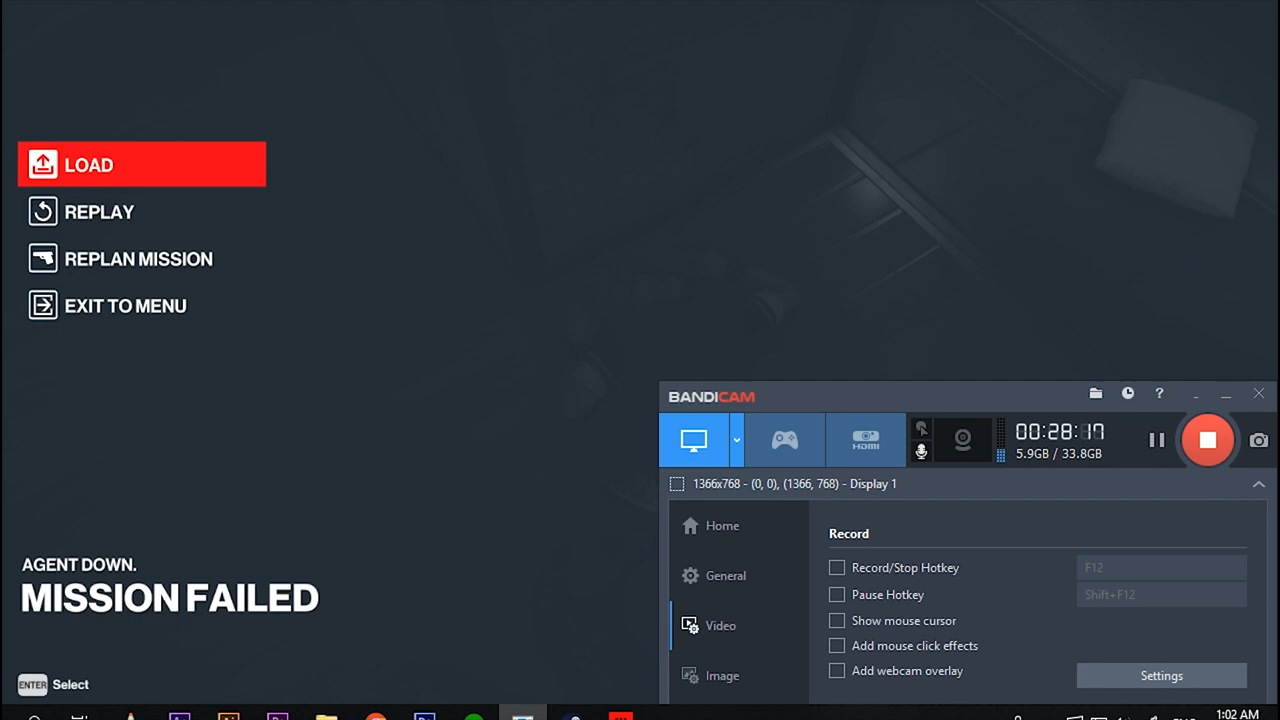 LOAD
REPLAY
REPLAN MISSION
EXIT TO MENU
AGENT DOWN.
MISSION FAILED
ENTER Select
BANDICAM
?
HDMI
00:28:17
5.9GB / 33.8GB
1366x768 - (0, 0), (1366, 768) - Display 1
Home
General
Video
Image
Record
Record/Stop Hotkey F12
Pause Hotkey Shift+F12
Show mouse cursor
Add mouse click effects
Add webcam overlay
Settings
1:02 AM